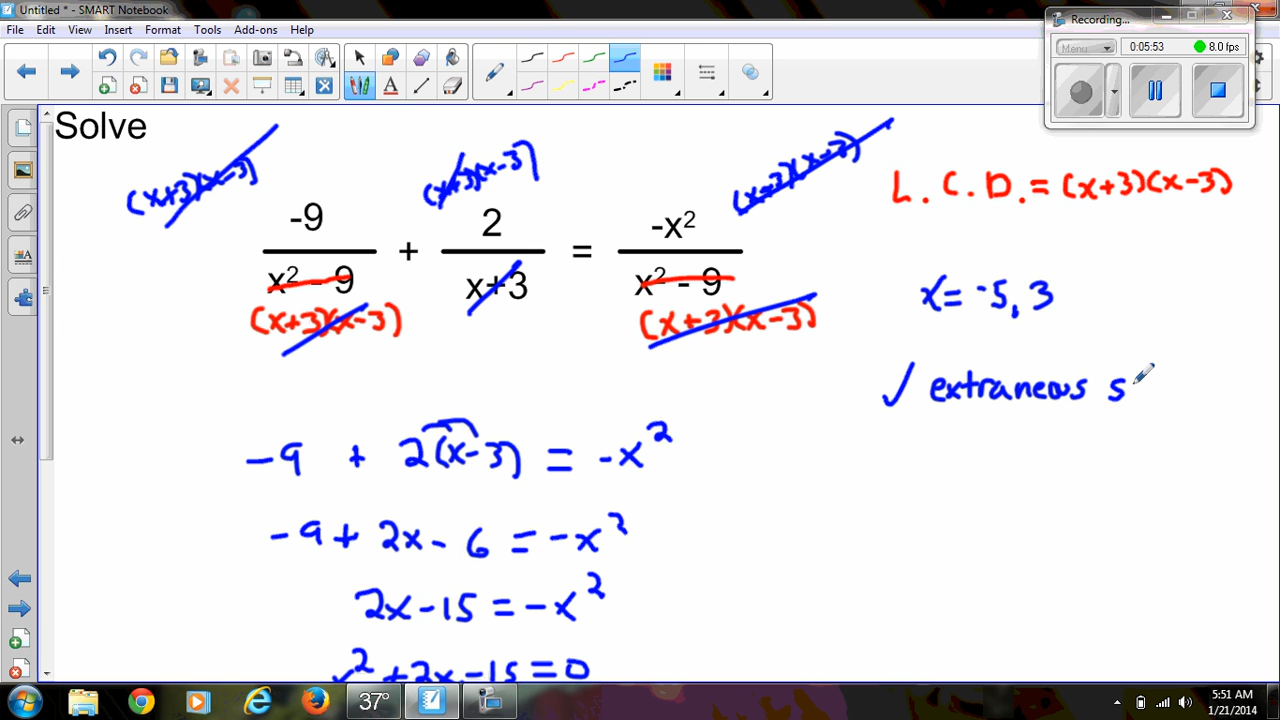 Untitled * - SMART Notebook
File Edit View Insert Format Tools Add-ons Help
Recording...
Menu 0:05:53 8.0 fps
Solve
(x+3)(x-3) (x+3)(x-3) (x+3)(x-3)
L.C.D. = (x+3)(x-3)
-9 2 -x²
+ =
x² - 9 x+3 x² - 9
(x+3)(x-3) (x+3)(x-3)
x = -5, 3
✓ extraneous s
-9 + 2(x-3) = -x²
-9 + 2x - 6 = -x²
2x - 15 = -x²
x² + 2x - 15 = 0
37°
5:51 AM
1/21/2014